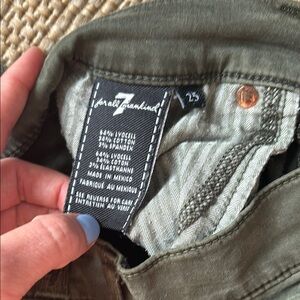 7
for all mankind
25
64% LYOCELL
34% COTTON
2% SPANDEX
64% LYOCELL
34% COTON
2% ELASTHANNE
MADE IN MEXICO
FABRIQUÉ AU MEXIQUE
SEE REVERSE FOR CARE
ENTRETIEN AU VERSO